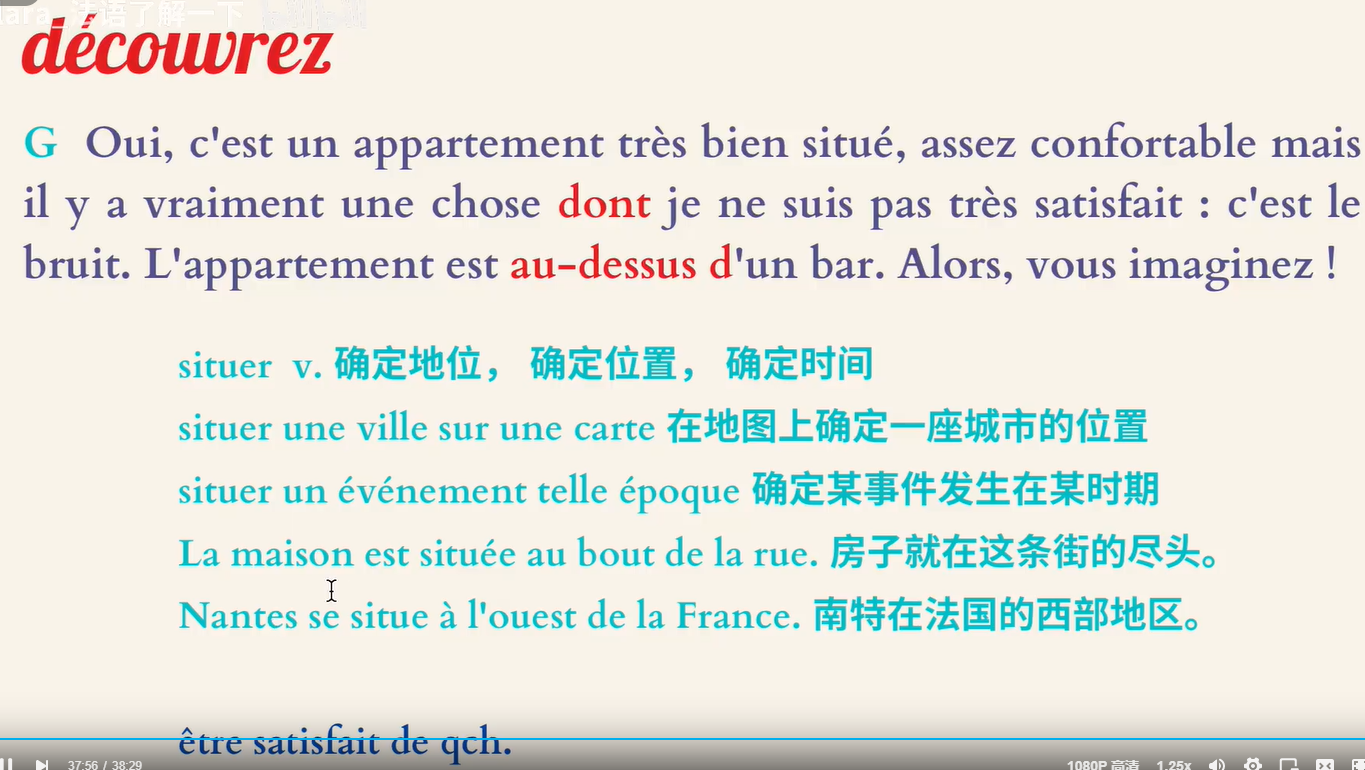 法语了解一下
découvrez
G Oui, c'est un appartement très bien situé, assez confortable mais
il y a vraiment une chose dont je ne suis pas très satisfait : c'est le
bruit. L'appartement est au-dessus d'un bar. Alors, vous imaginez !
situer v. 确定地位， 确定位置， 确定时间
situer une ville sur une carte 在地图上确定一座城市的位置
situer un événement telle époque 确定某事件发生在某时期
La maison est située au bout de la rue. 房子就在这条街的尽头。
Nantes se situe à l'ouest de la France. 南特在法国的西部地区。
être satisfait de qch.
37:56 / 38:29 1080P 高清 1.25x